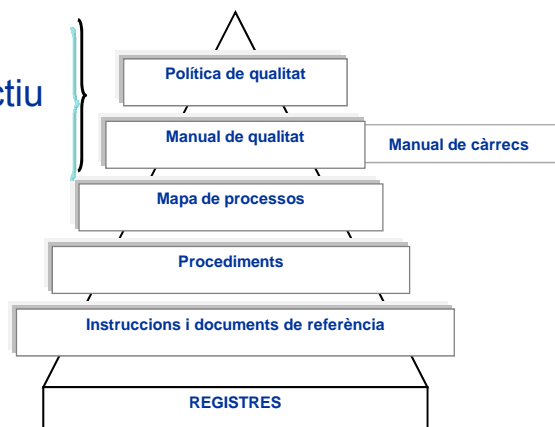 Política de qualitat
ctiu
Manual de qualitat
Manual de càrrecs
Mapa de processos
Procediments
Instruccions i documents de referència
REGISTRES